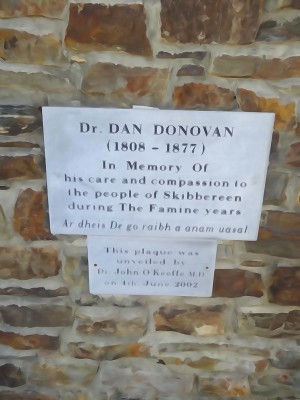 Dr. DAN DONOVAN
(1808 - 1877)
In Memory Of
his care and compassion to
the people of Skibbereen
during The Famine years
Ar dheis De go raibh a anam uasal
This plaque was
unveiled by
Dr. John O'Keeffe M.D.
on 4th June 2002